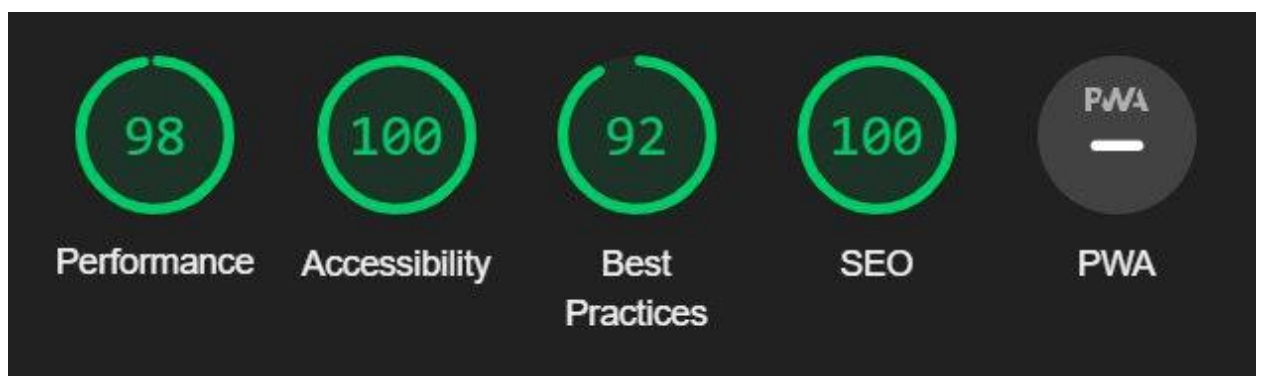 98
100
92
100
PWA
Performance
Accessibility
Best
Practices
SEO
PWA